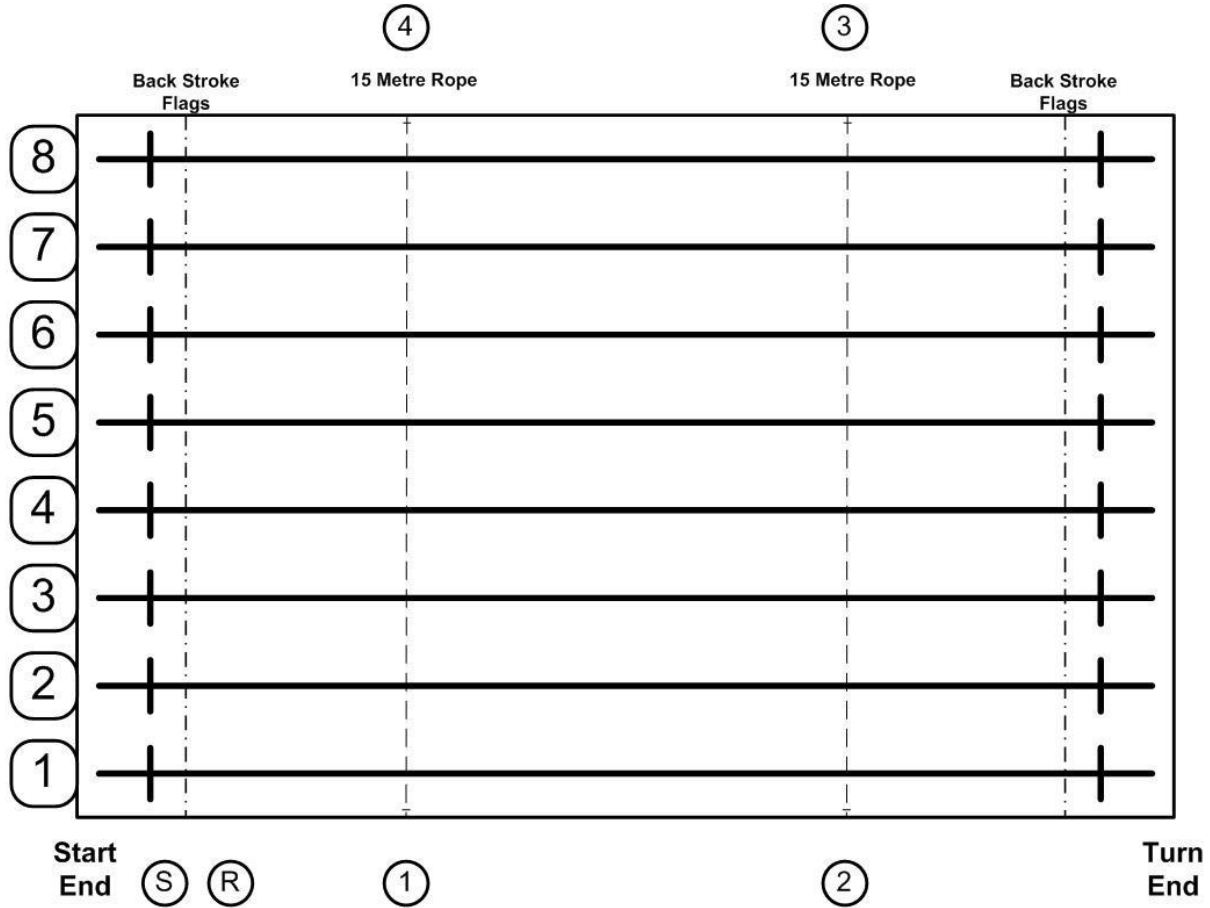 4
3
Back Stroke
Flags
15 Metre Rope
15 Metre Rope
Back Stroke
Flags
8
7
6
5
4
3
2
1
Start
End
S
R
1
2
Turn
End